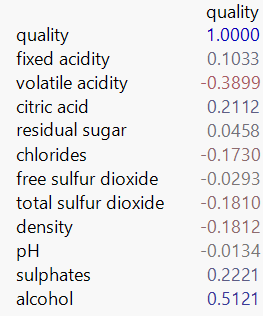 quality
quality 1.0000
fixed acidity 0.1033
volatile acidity -0.3899
citric acid 0.2112
residual sugar 0.0458
chlorides -0.1730
free sulfur dioxide -0.0293
total sulfur dioxide -0.1810
density -0.1812
pH -0.0134
sulphates 0.2221
alcohol 0.5121